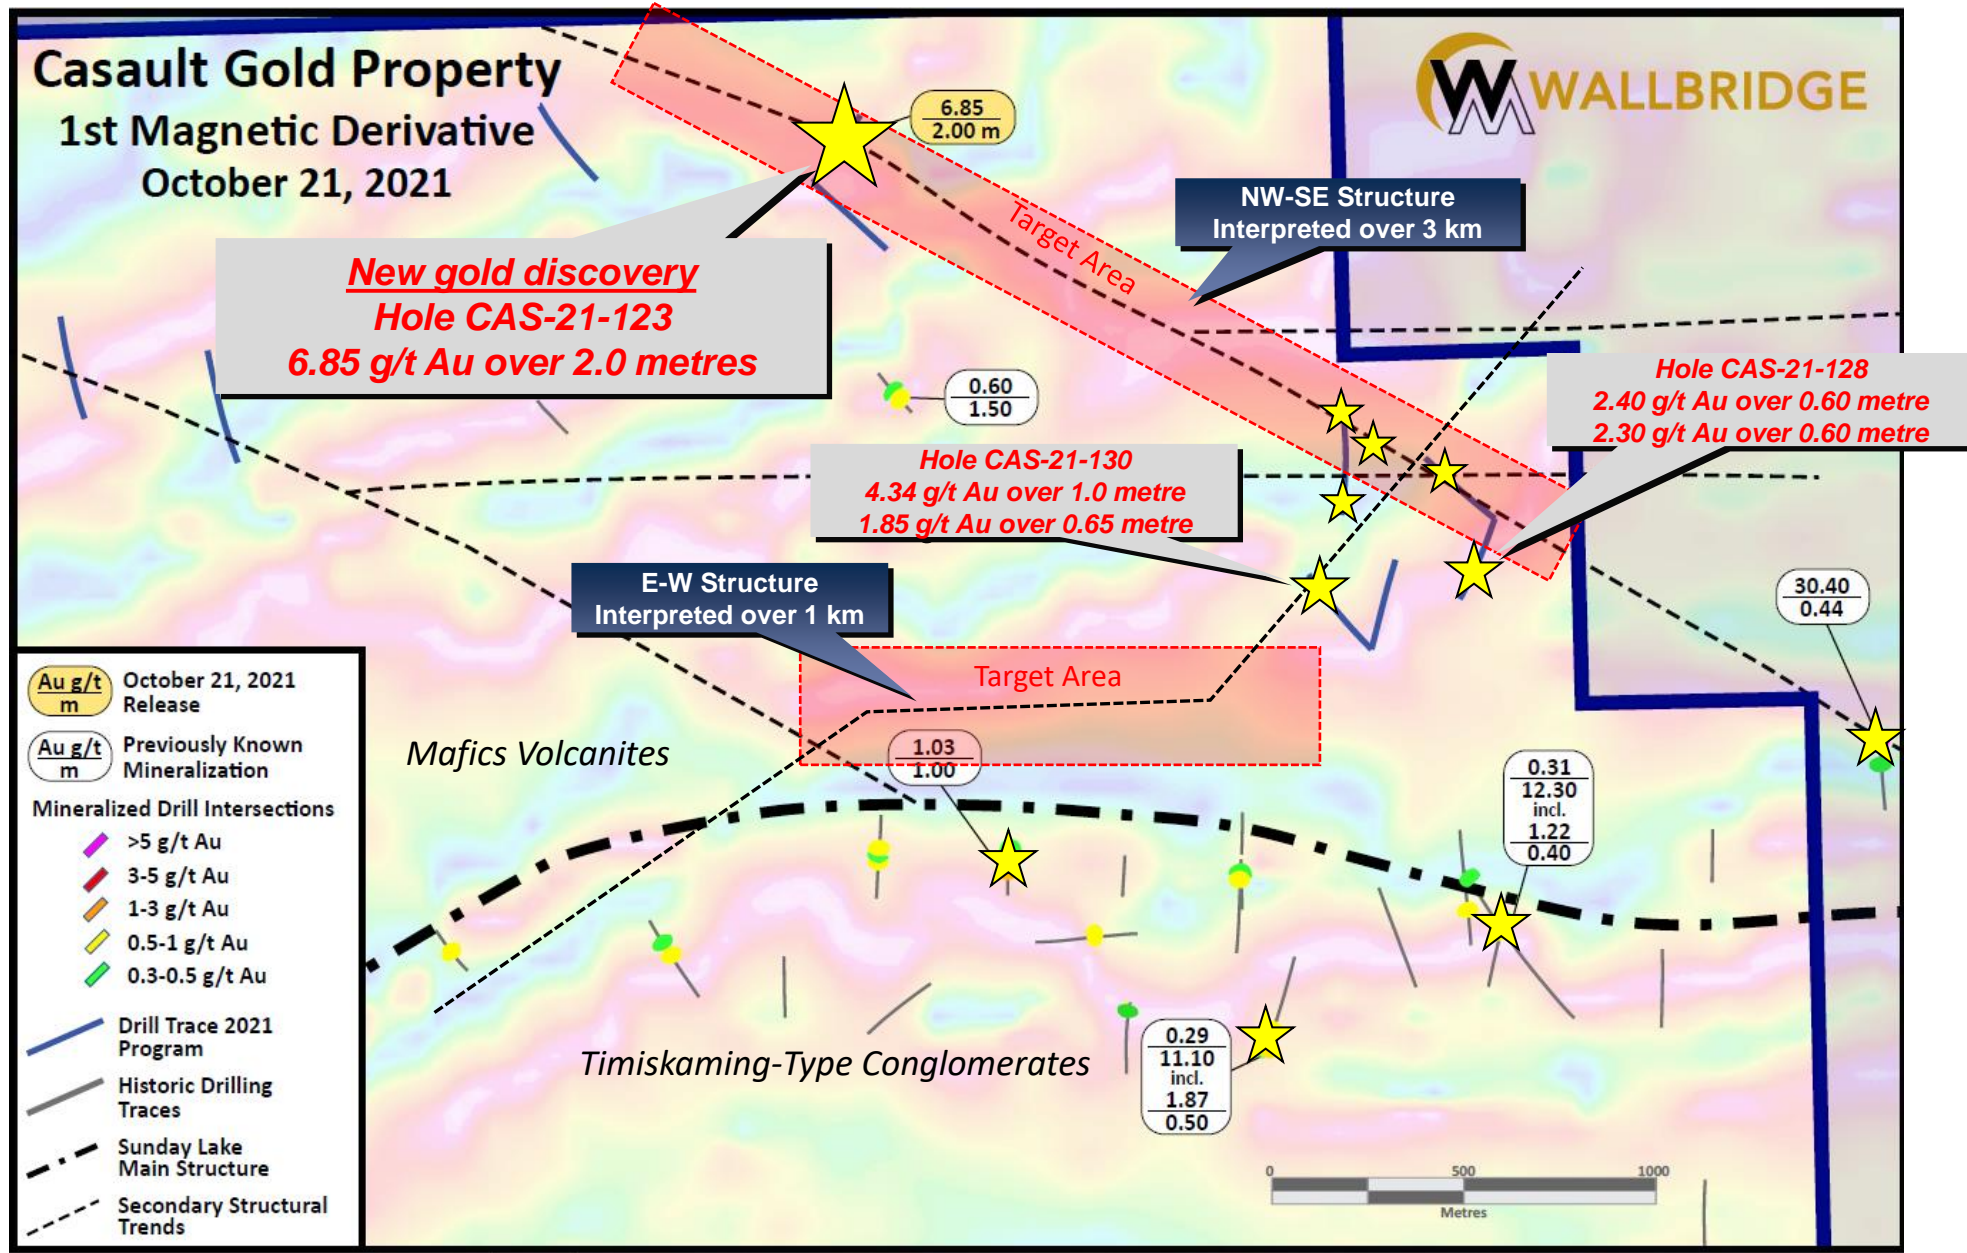 Casault Gold Property
1st Magnetic Derivative
October 21, 2021
WALLBRIDGE
6.85
2.00 m
NW-SE Structure
Interpreted over 3 km
Target Area
New gold discovery
Hole CAS-21-123
6.85 g/t Au over 2.0 metres
0.60
1.50
Hole CAS-21-128
2.40 g/t Au over 0.60 metre
2.30 g/t Au over 0.60 metre
Hole CAS-21-130
4.34 g/t Au over 1.0 metre
1.85 g/t Au over 0.65 metre
E-W Structure
Interpreted over 1 km
30.40
0.44
Target Area
Mafics Volcanites
1.03
1.00
0.31
12.30
incl.
1.22
0.40
Timiskaming-Type Conglomerates
0.29
11.10
incl.
1.87
0.50
Au g/t
m
October 21, 2021
Release
Au g/t
m
Previously Known
Mineralization
Mineralized Drill Intersections
>5 g/t Au
3-5 g/t Au
1-3 g/t Au
0.5-1 g/t Au
0.3-0.5 g/t Au
Drill Trace 2021
Program
Historic Drilling
Traces
Sunday Lake
Main Structure
Secondary Structural
Trends
0 500 1000
Metres